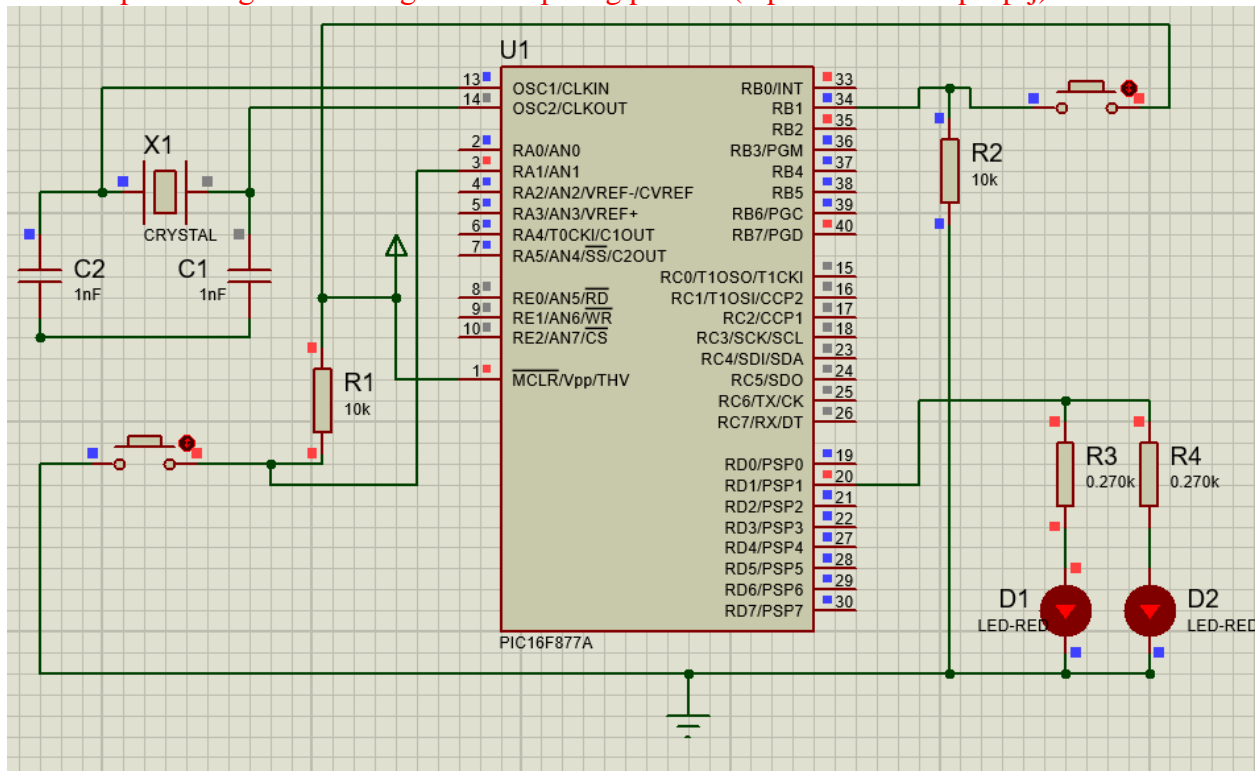 U1
13
OSC1/CLKIN
14
OSC2/CLKOUT
2
RA0/AN0
3
RA1/AN1
4
RA2/AN2/VREF-/CVREF
5
RA3/AN3/VREF+
6
RA4/T0CKI/C1OUT
7
RA5/AN4/SS/C2OUT
8
RE0/AN5/RD
9
RE1/AN6/WR
10
RE2/AN7/CS
1
MCLR/Vpp/THV
RB0/INT
33
RB1
34
RB2
35
RB3/PGM
36
RB4
37
RB5
38
RB6/PGC
39
RB7/PGD
40
RC0/T1OSO/T1CKI
15
RC1/T1OSI/CCP2
16
RC2/CCP1
17
RC3/SCK/SCL
18
RC4/SDI/SDA
23
RC5/SDO
24
RC6/TX/CK
25
RC7/RX/DT
26
RD0/PSP0
19
RD1/PSP1
20
RD2/PSP2
21
RD3/PSP3
22
RD4/PSP4
27
RD5/PSP5
28
RD6/PSP6
29
RD7/PSP7
30
PIC16F877A
X1
CRYSTAL
C2
1nF
C1
1nF
R1
10k
R2
10k
R3
0.270k
R4
0.270k
D1
LED-RED
D2
LED-RED